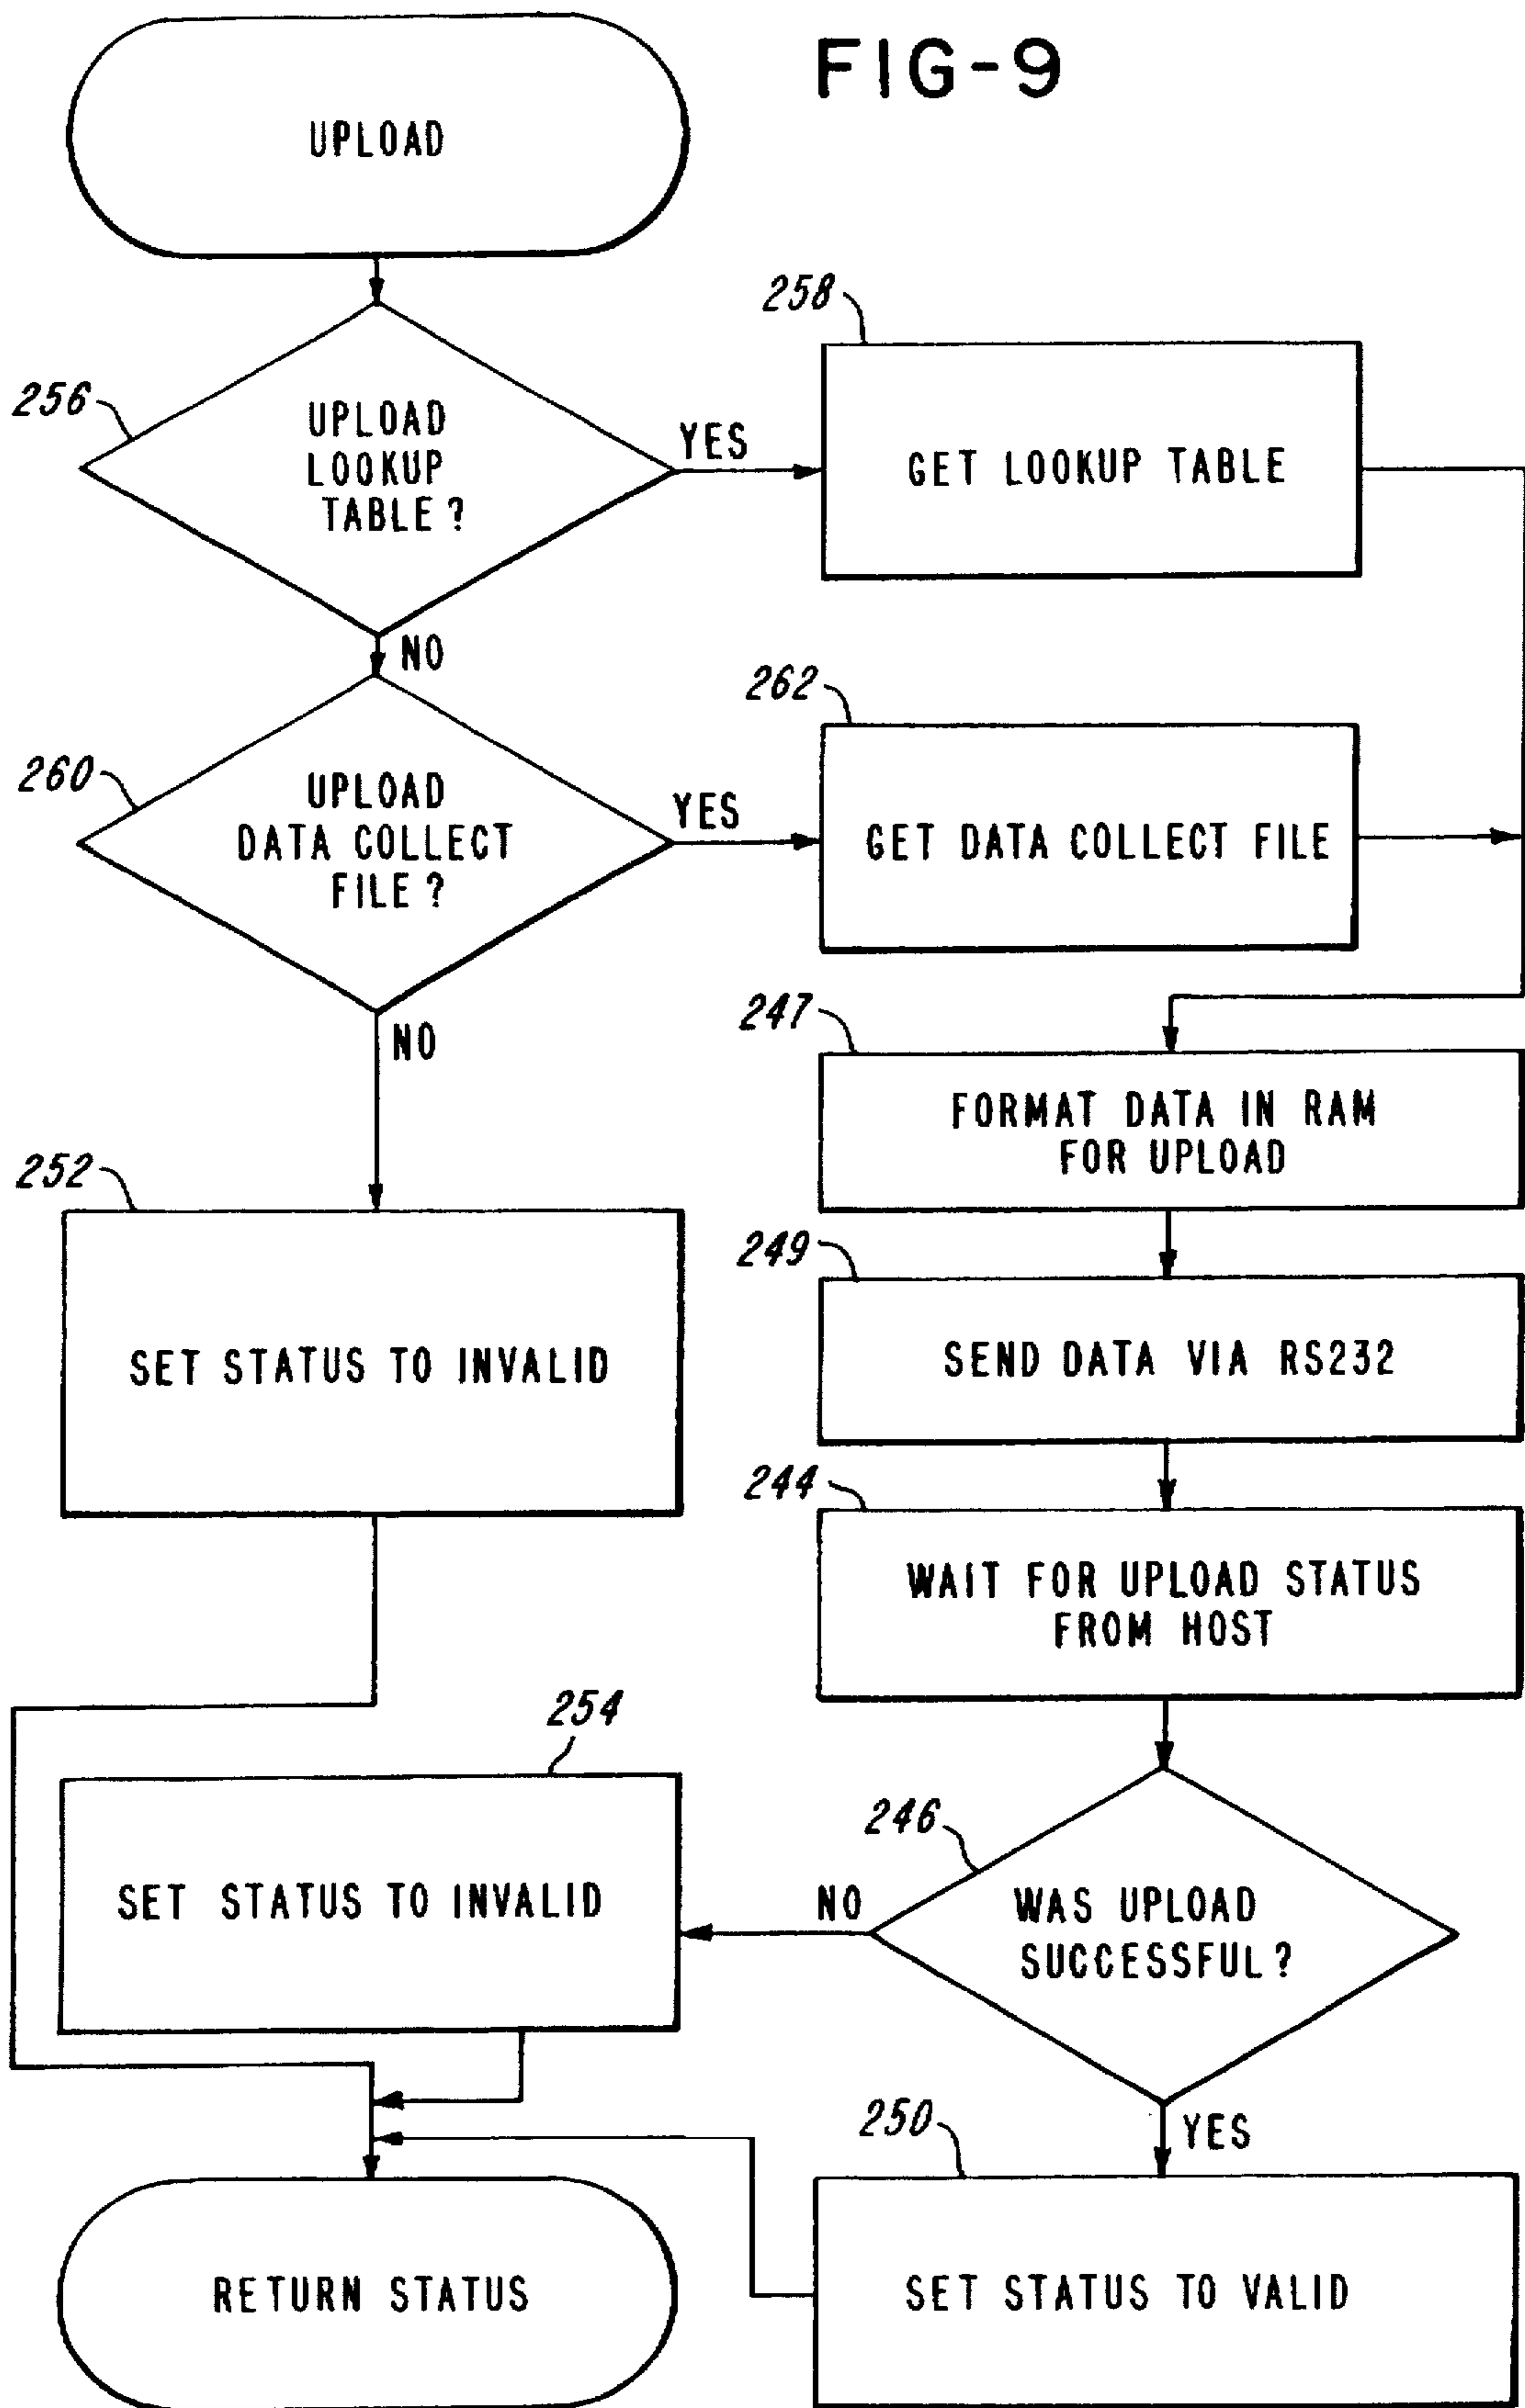 FIG-9
UPLOAD
258
256
UPLOAD
LOOKUP
TABLE?
YES
GET LOOKUP TABLE
NO
262
260
UPLOAD
DATA COLLECT
FILE?
YES
GET DATA COLLECT FILE
NO
247
FORMAT DATA IN RAM
FOR UPLOAD
252
SET STATUS TO INVALID
249
SEND DATA VIA RS232
244
WAIT FOR UPLOAD STATUS
FROM HOST
254
SET STATUS TO INVALID
246
NO
WAS UPLOAD
SUCCESSFUL?
YES
250
SET STATUS TO VALID
RETURN STATUS